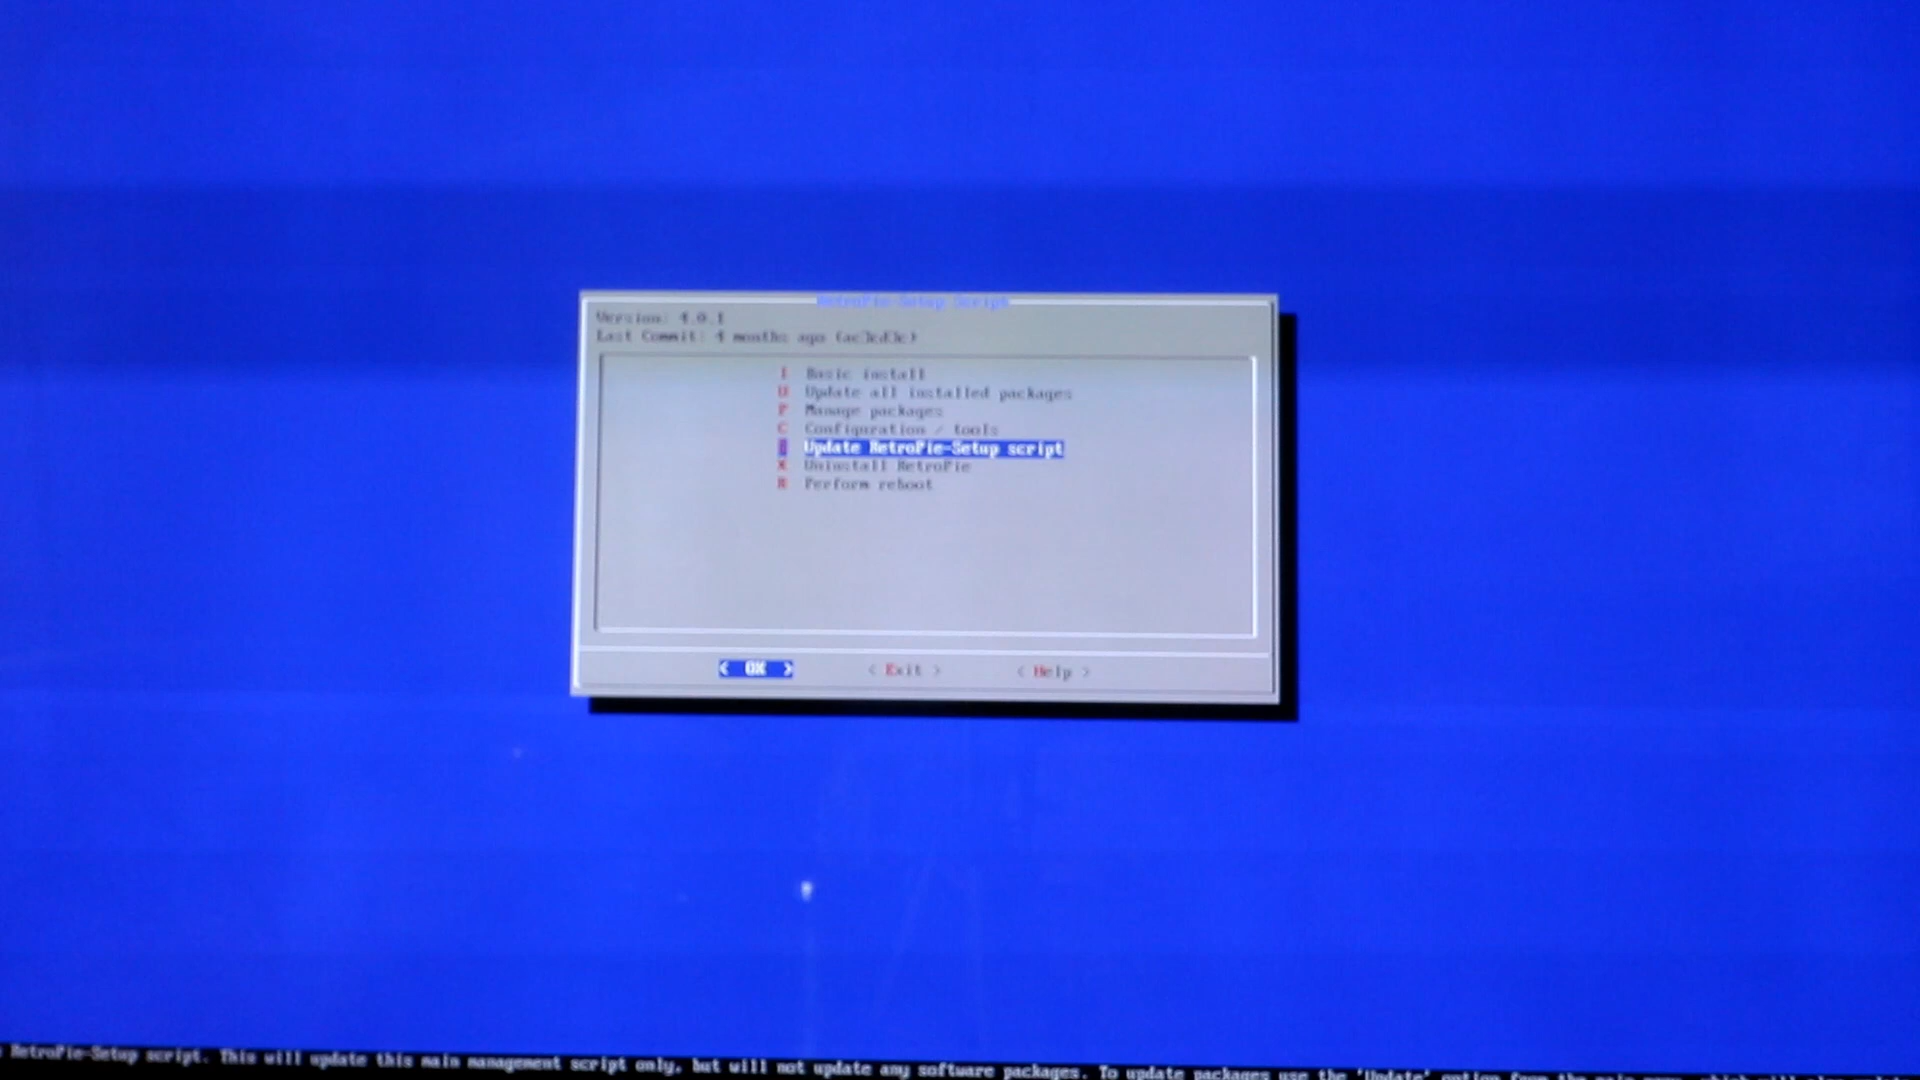 RetroPie-Setup Script
Version: 4.0.1
Last Commit: 4 months ago
I Basic install
U Update all installed packages
P Manage packages
C Configuration / tools
S Update RetroPie-Setup script
X Uninstall RetroPie
R Perform reboot
< OK > < Exit > < Help >
RetroPie-Setup script. This will update this main management script only, but will not update any software packages. To update packages use the 'Update' option from the main menu, which will